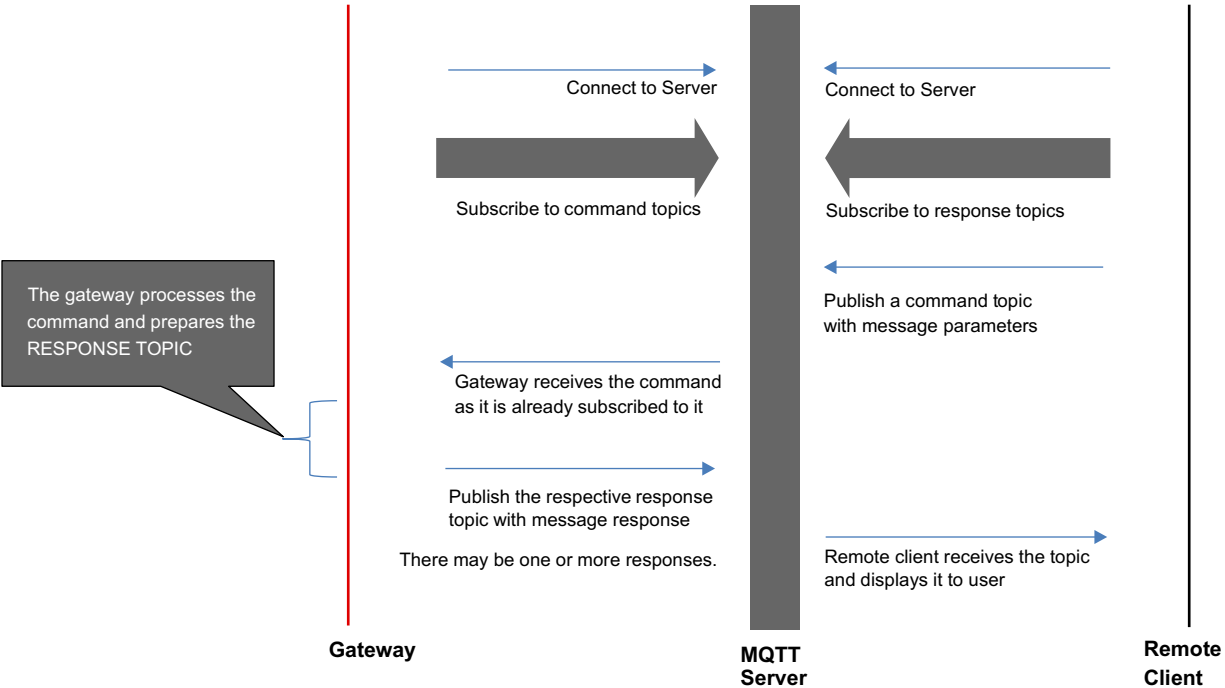 Connect to Server
Connect to Server
Subscribe to command topics
Subscribe to response topics
The gateway processes the
command and prepares the
RESPONSE TOPIC
Publish a command topic
with message parameters
Gateway receives the command
as it is already subscribed to it
Publish the respective response
topic with message response
There may be one or more responses.
Remote client receives the topic
and displays it to user
Gateway
MQTT
Server
Remote
Client